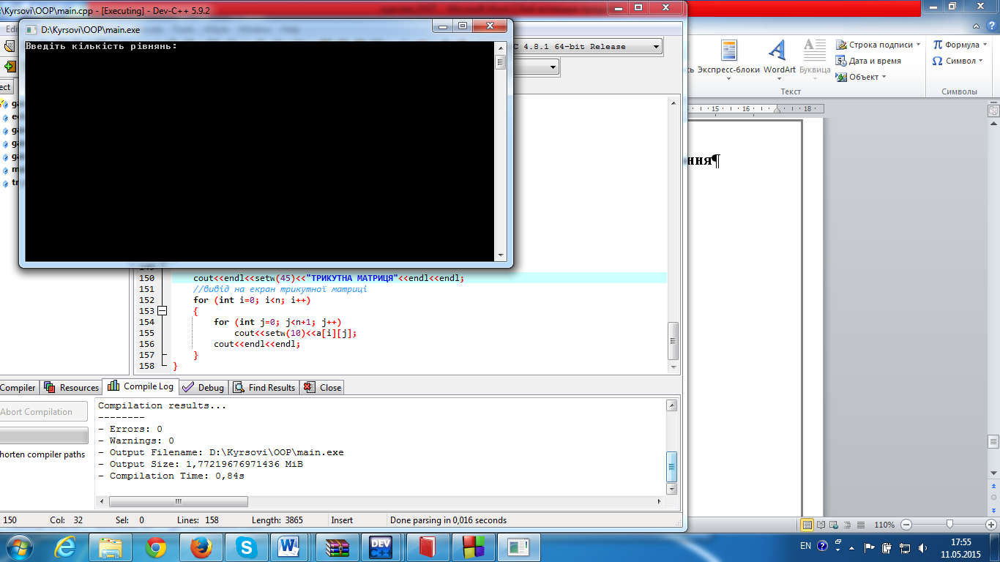 :\Kyrsovi\OOP\main.cpp - [Executing] - Dev-C++ 5.9.2
D:\Kyrsovi\OOP\main.exe
Введіть кількість рівнянь:
C 4.8.1 64-bit Release
Экспресс-блоки
WordArt
Буквица
Строка подписи
Дата и время
Объект
Текст
Формула
Символ
Символы
15 16 18
ння¶
150 cout<<endl<<setw(45)<<"ТРИКУТНА МАТРИЦЯ"<<endl<<endl;
151 //вивід на екран трикутної матриці
152 for (int i=0; i<n; i++)
153 {
154 for (int j=0; j<n+1; j++)
155 cout<<setw(10)<<a[i][j];
156 cout<<endl<<endl;
157 }
158 }
Compiler Resources Compile Log Debug Find Results Close
Abort Compilation
horten compiler paths
Compilation results...
--------
- Errors: 0
- Warnings: 0
- Output Filename: D:\Kyrsovi\OOP\main.exe
- Output Size: 1,77219676971436 MiB
- Compilation Time: 0,84s
150 Col: 32 Sel: 0 Lines: 158 Length: 3865 Insert Done parsing in 0,016 seconds
110%
DEV C++
EN
17:55
11.05.2015